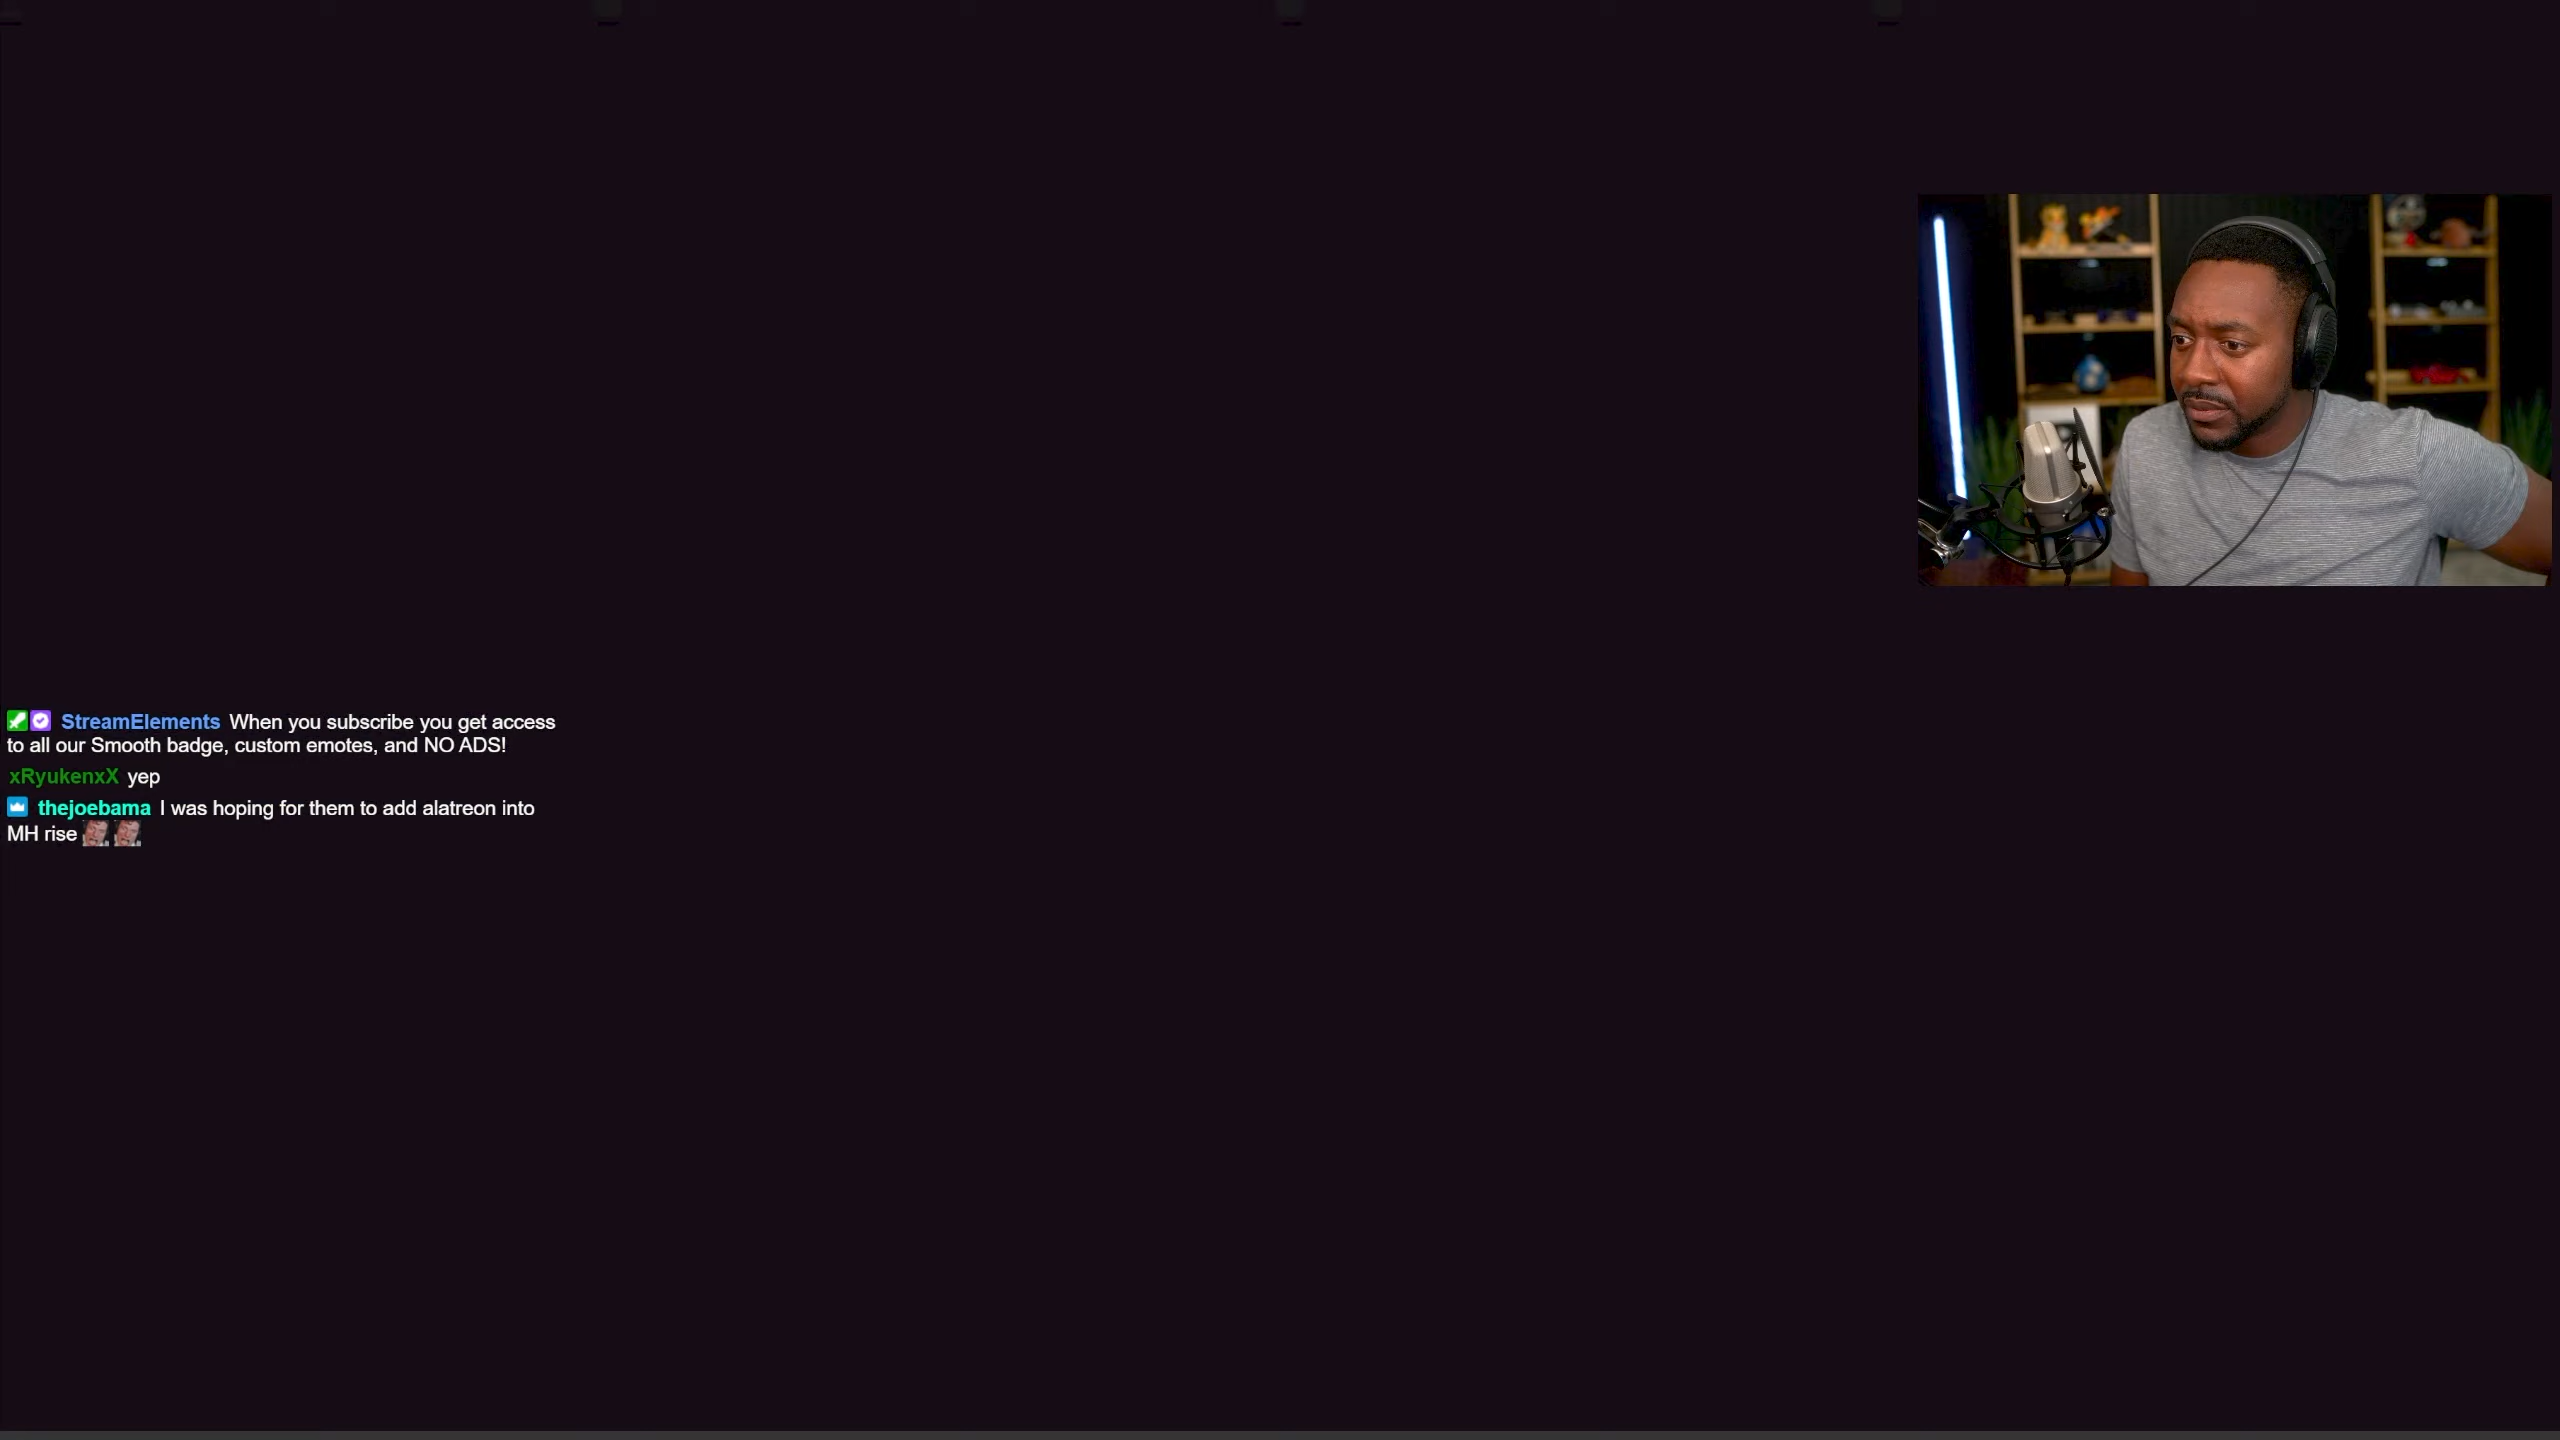 StreamElements When you subscribe you get access
to all our Smooth badge, custom emotes, and NO ADS!
xRyukenxX yep
thejoebama I was hoping for them to add alatreon into
MH rise